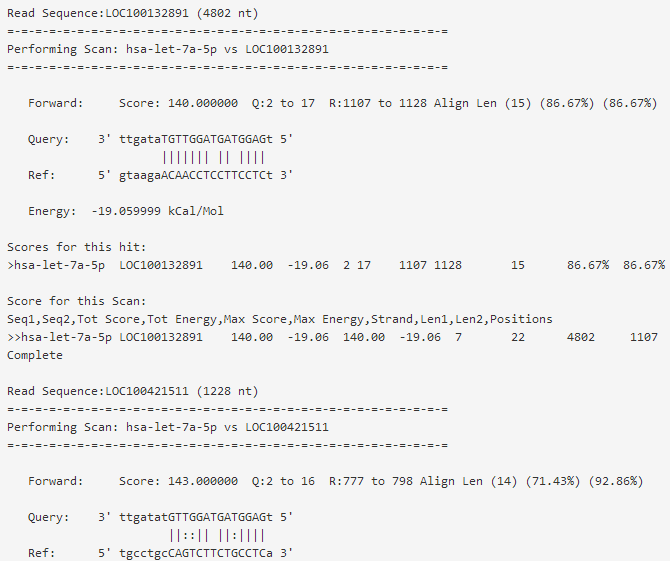 Read Sequence:LOC100132891 (4802 nt)
=-=-=-=-=-=-=-=-=-=-=-=-=-=-=-=-=-=-=-=-=-=-=-=-=-=-=-=-=-=-=
Performing Scan: hsa-let-7a-5p vs LOC100132891
=-=-=-=-=-=-=-=-=-=-=-=-=-=-=-=-=-=-=-=-=-=-=-=-=-=-=-=-=-=-=
   Forward:     Score: 140.000000  Q:2 to 17  R:1107 to 1128 Align Len (15) (86.67%) (86.67%)
   Query:    3' ttgataTGTTGGATGATGGAGt 5'
                      ||||||| || ||||
   Ref:      5' gtaagaACAACCTCCTTCCTCt 3'
   Energy:  -19.059999 kCal/Mol
Scores for this hit:
>hsa-let-7a-5p  LOC100132891    140.00  -19.06  2 17    1107 1128       15      86.67%  86.67%
Score for this Scan:
Seq1,Seq2,Tot Score,Tot Energy,Max Score,Max Energy,Strand,Len1,Len2,Positions
>>hsa-let-7a-5p LOC100132891    140.00  -19.06  140.00  -19.06  7       22      4802     1107
Complete
Read Sequence:LOC100421511 (1228 nt)
=-=-=-=-=-=-=-=-=-=-=-=-=-=-=-=-=-=-=-=-=-=-=-=-=-=-=-=-=-=-=
Performing Scan: hsa-let-7a-5p vs LOC100421511
=-=-=-=-=-=-=-=-=-=-=-=-=-=-=-=-=-=-=-=-=-=-=-=-=-=-=-=-=-=-=
   Forward:     Score: 143.000000  Q:2 to 16  R:777 to 798 Align Len (14) (71.43%) (92.86%)
   Query:    3' ttgatatGTTGGATGATGGAGt 5'
                       ||::|| ||:||||
   Ref:      5' tgcctgcCAGTCTTCTGCCTCa 3'